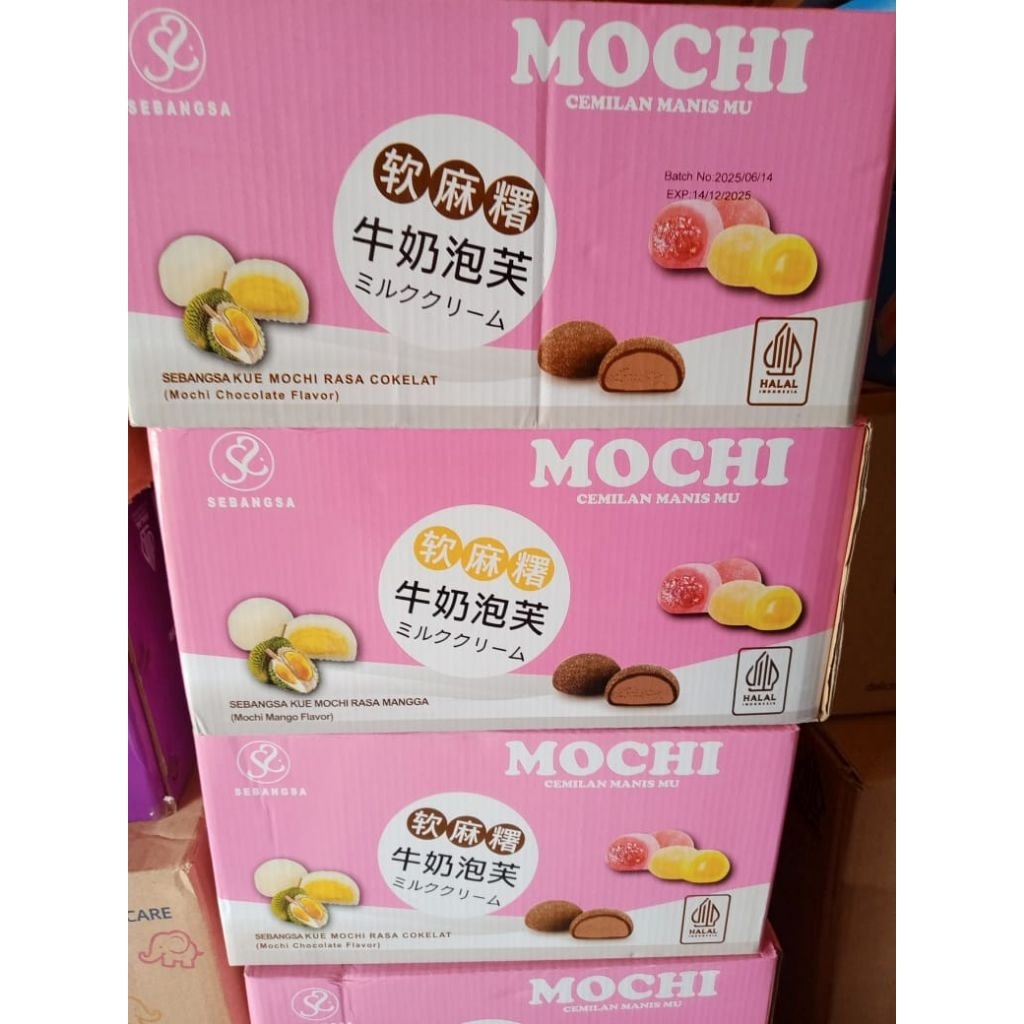 SEBANGSA
MOCHI
CEMILAN MANIS MU
软麻糬
牛奶泡芙
ミルククリーム
Batch No:2025/06/14
EXP:14/12/2025
SEBANGSA KUE MOCHI RASA COKELAT
(Mochi Chocolate Flavor)
HALAL
INDONESIA
SEBANGSA
MOCHI
CEMILAN MANIS MU
软麻糬
牛奶泡芙
ミルククリーム
SEBANGSA KUE MOCHI RASA MANGGA
(Mochi Mango Flavor)
HALAL
INDONESIA
SEBANGSA
MOCHI
CEMILAN MANIS MU
软麻糬
牛奶泡芙
ミルククリーム
SEBANGSA KUE MOCHI RASA COKELAT
(Mochi Chocolate Flavor)
HALAL
INDONESIA
CARE
MOCHI
CEMILAN MANIS MU